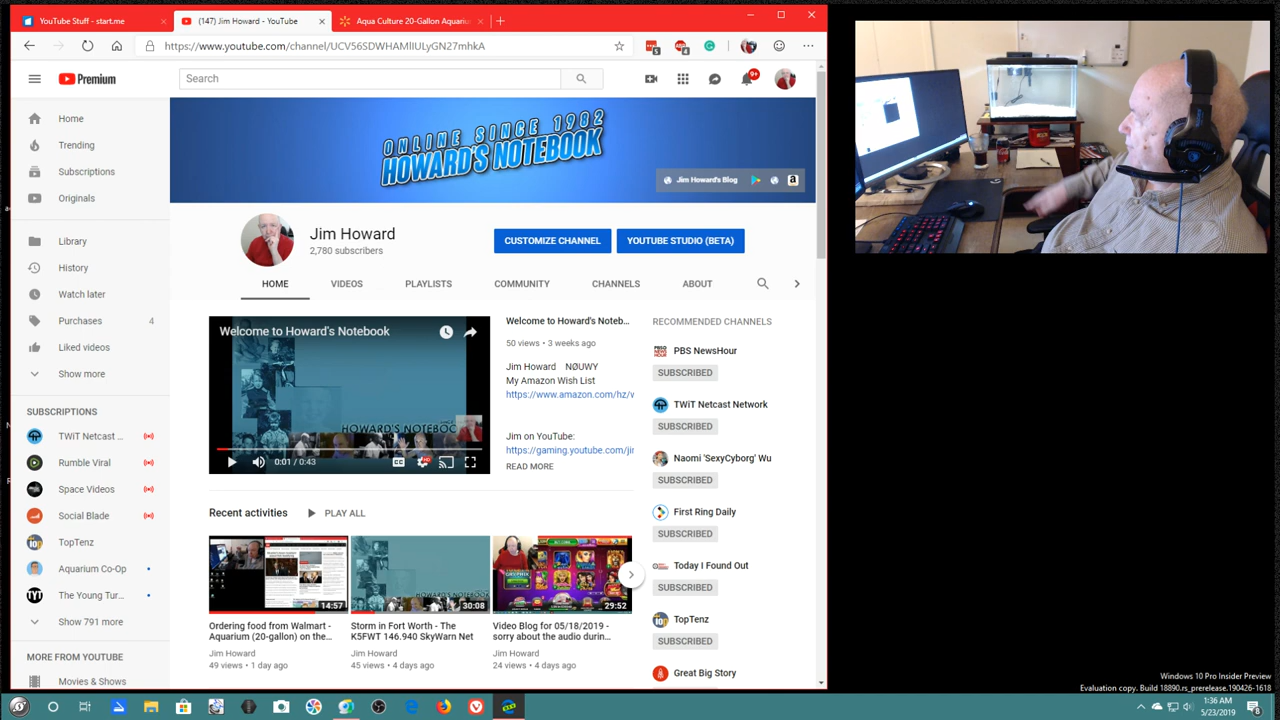 YouTube Stuff - start.me
(147) Jim Howard - YouTube
Aqua Culture 20-Gallon Aquariu
https://www.youtube.com/channel/UCV56SDWHAMlIULyGN27mhkA
Premium
Search
9+
Home
Trending
Subscriptions
Originals
Library
History
Watch later
Purchases 4
Liked videos
Show more
SUBSCRIPTIONS
TWiT Netcast ...
Rumble Viral
Space Videos
Social Blade
TopTenz
Aquarium Co-Op
The Young Tur...
Show 791 more
MORE FROM YOUTUBE
Movies & Shows
ONLINE SINCE 1982
HOWARD'S NOTEBOOK
Jim Howard's Blog
Jim Howard
2,780 subscribers
CUSTOMIZE CHANNEL
YOUTUBE STUDIO (BETA)
HOME VIDEOS PLAYLISTS COMMUNITY CHANNELS ABOUT
Welcome to Howard's Notebook
HOWARD'S NOTEBOOK
0:01 / 0:43
Welcome to Howard's Noteb...
50 views • 3 weeks ago
Jim Howard NØUWY
My Amazon Wish List
https://www.amazon.com/hz/v
Jim on YouTube:
https://gaming.youtube.com/jir
READ MORE
RECOMMENDED CHANNELS
PBS NewsHour
SUBSCRIBED
TWiT Netcast Network
SUBSCRIBED
Naomi 'SexyCyborg' Wu
SUBSCRIBED
First Ring Daily
SUBSCRIBED
Today I Found Out
SUBSCRIBED
TopTenz
SUBSCRIBED
Great Big Story
Recent activities PLAY ALL
14:57
30:08
29:52
Ordering food from Walmart -
Aquarium (20-gallon) on the...
Jim Howard
49 views • 1 day ago
Storm in Fort Worth - The
K5FWT 146.940 SkyWarn Net
Jim Howard
45 views • 4 days ago
Video Blog for 05/18/2019 -
sorry about the audio durin...
Jim Howard
24 views • 4 days ago
Windows 10 Pro Insider Preview
Evaluation copy. Build 18890.rs_prerelease.190426-1618
1:36 AM
5/23/2019
8